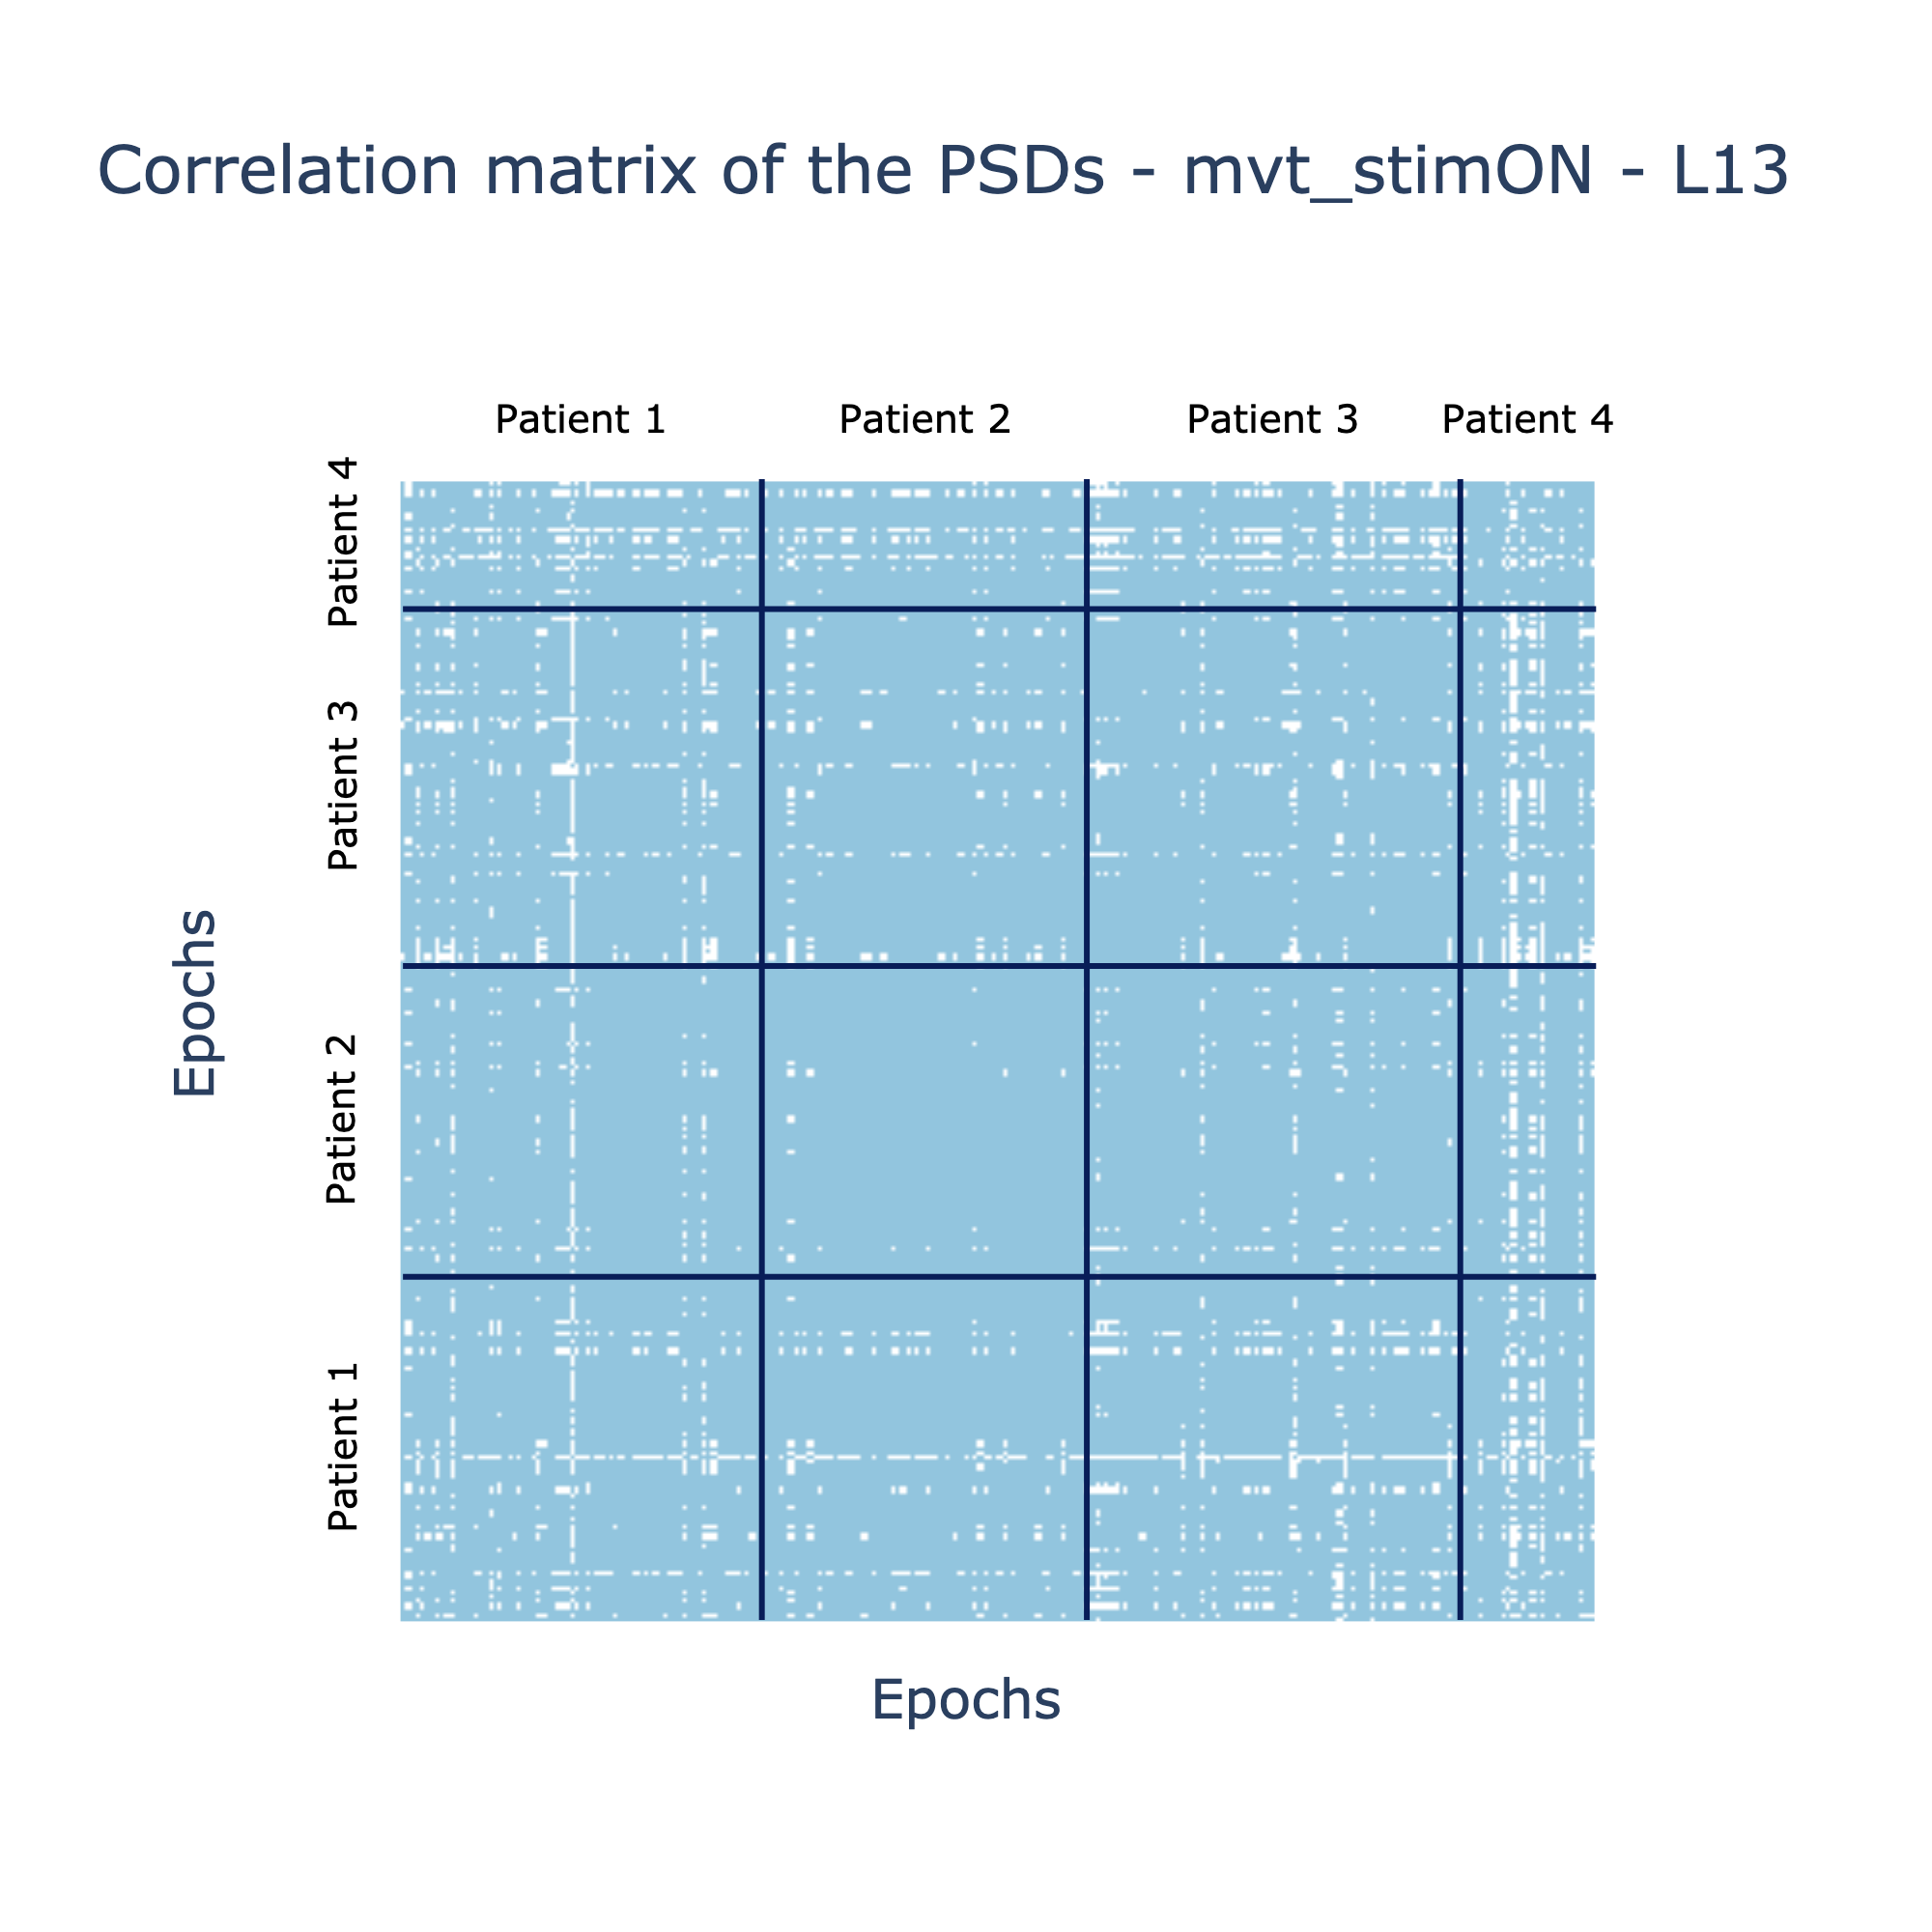 Correlation matrix of the PSDs - mvt_stimON - L13
Patient 1 Patient 2 Patient 3 Patient 4
Patient 4
Patient 3
Patient 2
Patient 1
Epochs
Epochs